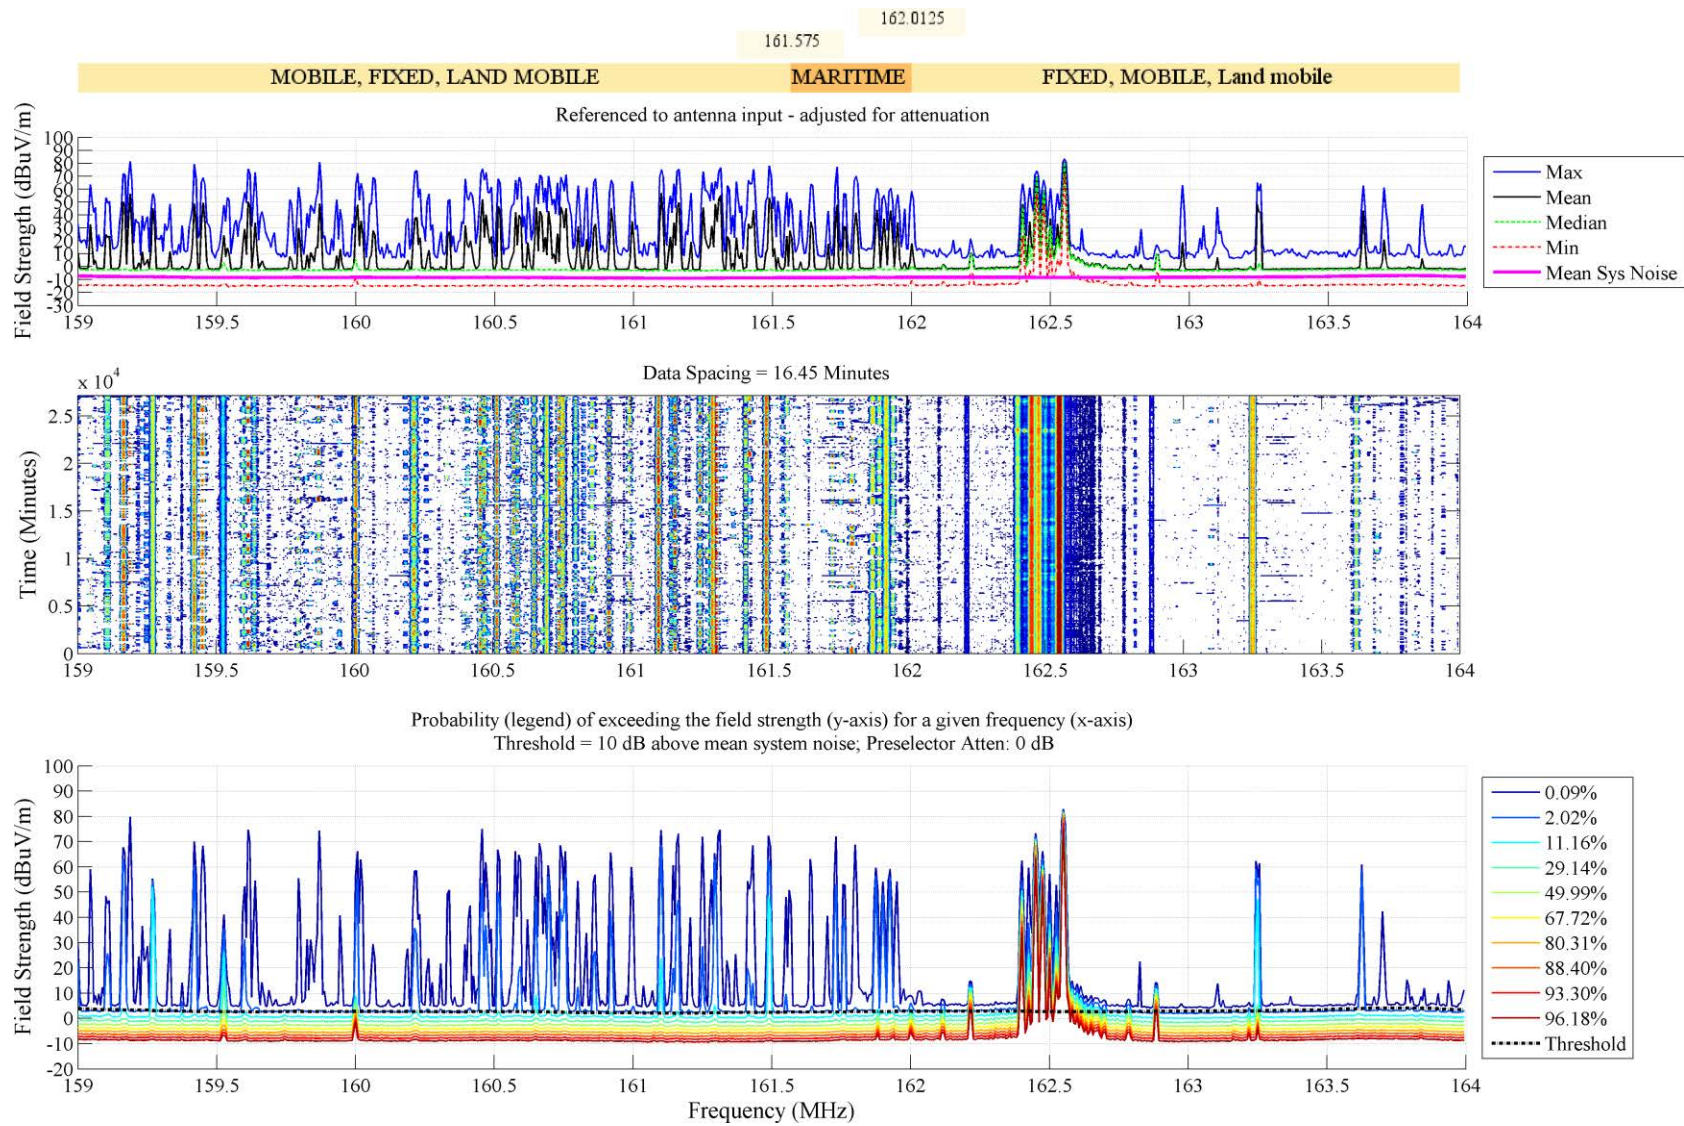 162.0125
161.575
MOBILE, FIXED, LAND MOBILE MARITIME FIXED, MOBILE, Land mobile
Referenced to antenna input - adjusted for attenuation
Field Strength (dBuV/m)
100
90
80
70
60
50
40
30
20
10
0
-10
-20
-30
159 159.5 160 160.5 161 161.5 162 162.5 163 163.5 164
Max
Mean
Median
Min
Mean Sys Noise
Data Spacing = 16.45 Minutes
x 10^4
Time (Minutes)
2.5
2
1.5
1
0.5
0
159 159.5 160 160.5 161 161.5 162 162.5 163 163.5 164
Probability (legend) of exceeding the field strength (y-axis) for a given frequency (x-axis)
Threshold = 10 dB above mean system noise; Preselector Atten: 0 dB
Field Strength (dBuV/m)
100
90
80
70
60
50
40
30
20
10
0
-10
-20
159 159.5 160 160.5 161 161.5 162 162.5 163 163.5 164
Frequency (MHz)
0.09%
2.02%
11.16%
29.14%
49.99%
67.72%
80.31%
88.40%
93.30%
96.18%
Threshold